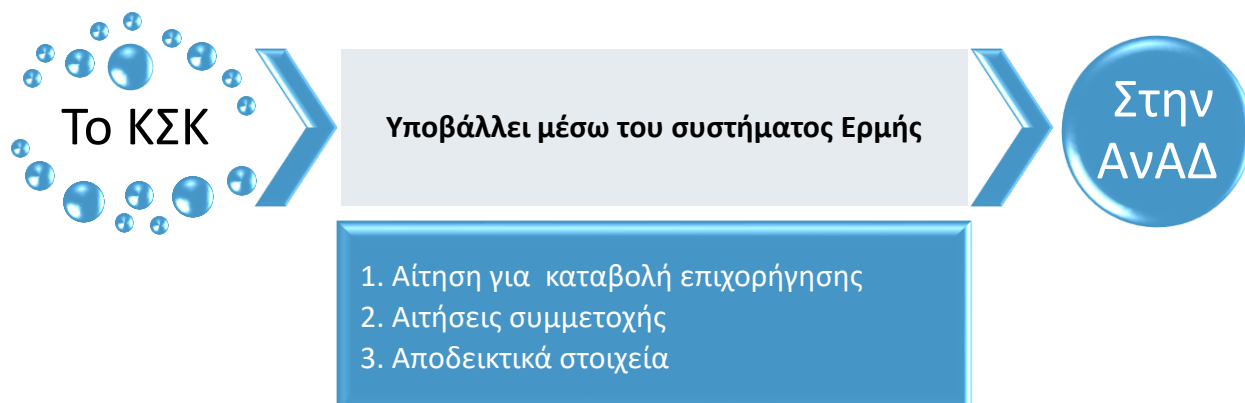 Το ΚΣΚ
Υποβάλλει μέσω του συστήματος Ερμής
Στην
ΑνΑΔ
1. Αίτηση για καταβολή επιχορήγησης
2. Αιτήσεις συμμετοχής
3. Αποδεικτικά στοιχεία